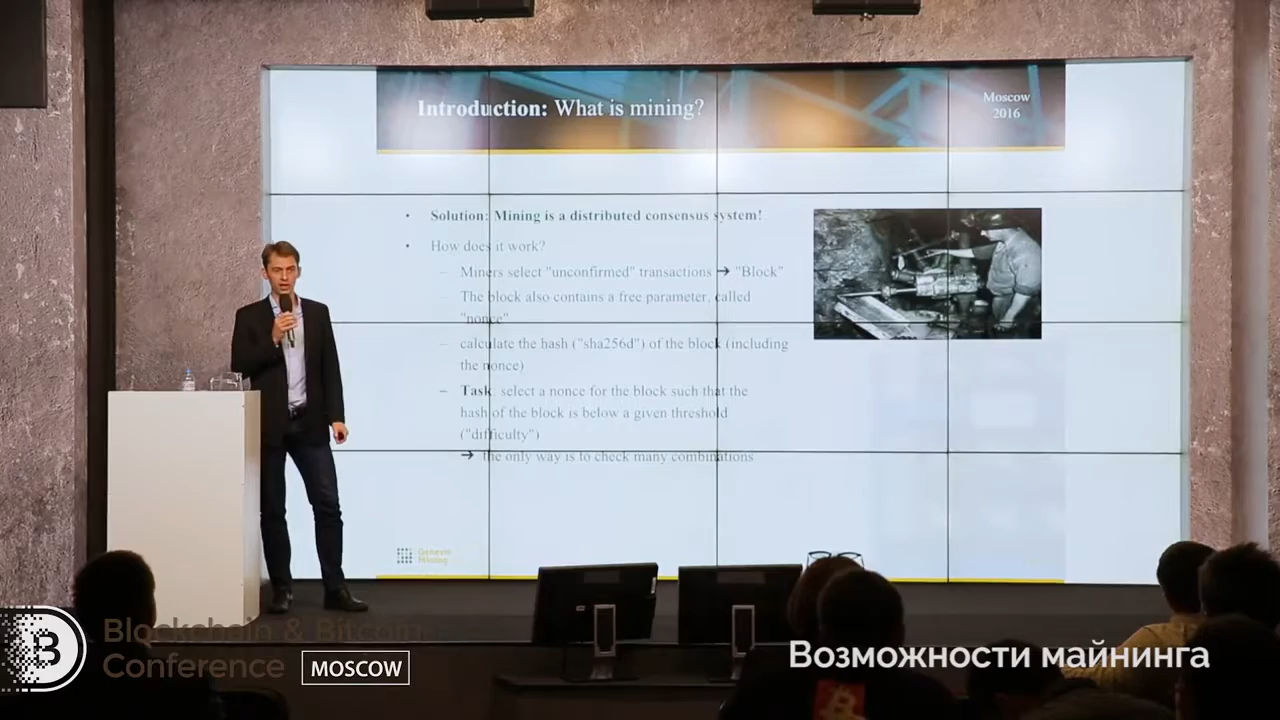 Introduction: What is mining?
Moscow
2016
Solution: Mining is a distributed consensus system!
How does it work?
Miners select "unconfirmed" transactions ➔ "Block"
The block also contains a free parameter, called
"nonce"
calculate the hash ("sha256d") of the block (including
the nonce)
Task: select a nonce for the block such that the
hash of the block is below a given threshold
("difficulty")
➔ the only way is to check many combinations
Genesis
Mining
Blockchain & Bitcoin
Conference MOSCOW
Возможности майнинга